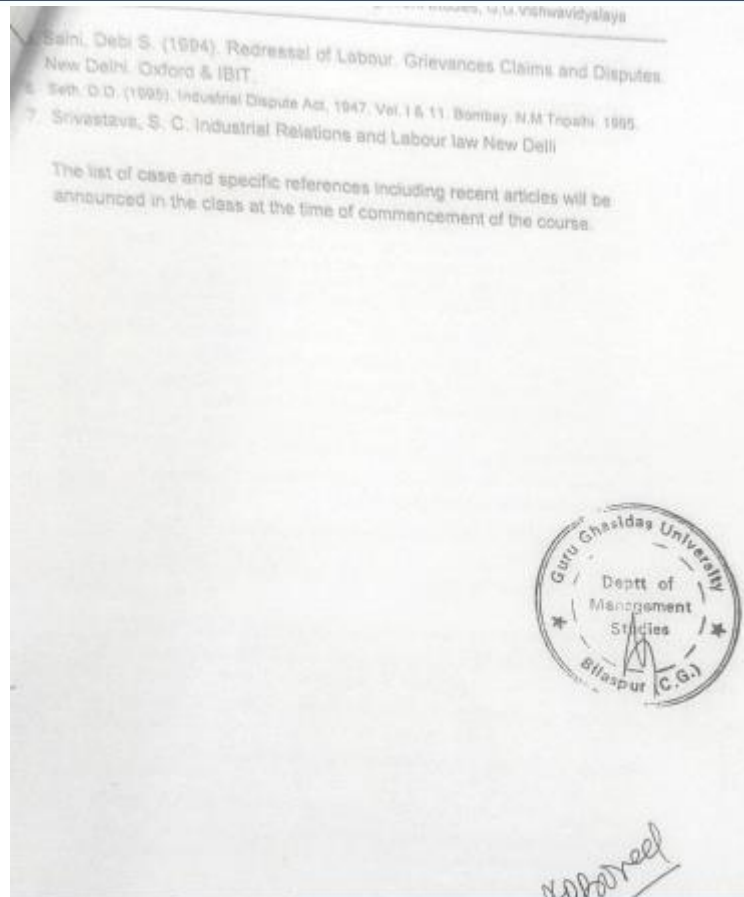 G.G.Vishwavidyalaya
Saini, Debi S. (1994). Redressal of Labour. Grievances Claims and Disputes.
New Delhi. Oxford & IBIT.
6. Seth, D.D. (1995). Industrial Dispute Act, 1947. Vol. I & 11. Bombay. N.M Tripathi. 1995.
7. Srivastava, S. C. Industrial Relations and Labour law New Delli
The list of case and specific references including recent articles will be
announced in the class at the time of commencement of the course.
Guru Ghasidas University
Deptt of
Management
Studies
Bilaspur (C.G.)